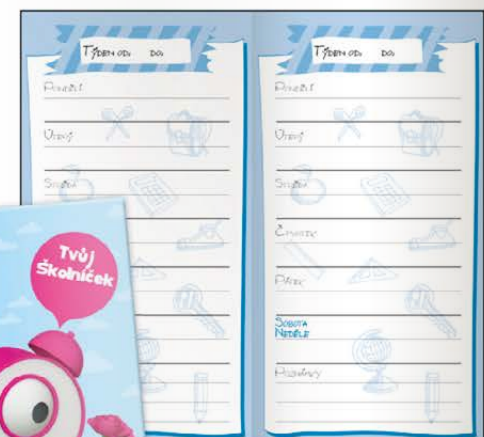 Týden od: do:
Pondělí
Úterý
Středa
Týden od: do:
Pondělí
Úterý
Středa
Čtvrtek
Pátek
Sobota
Neděle
Poznámky
Tvůj
Školníček